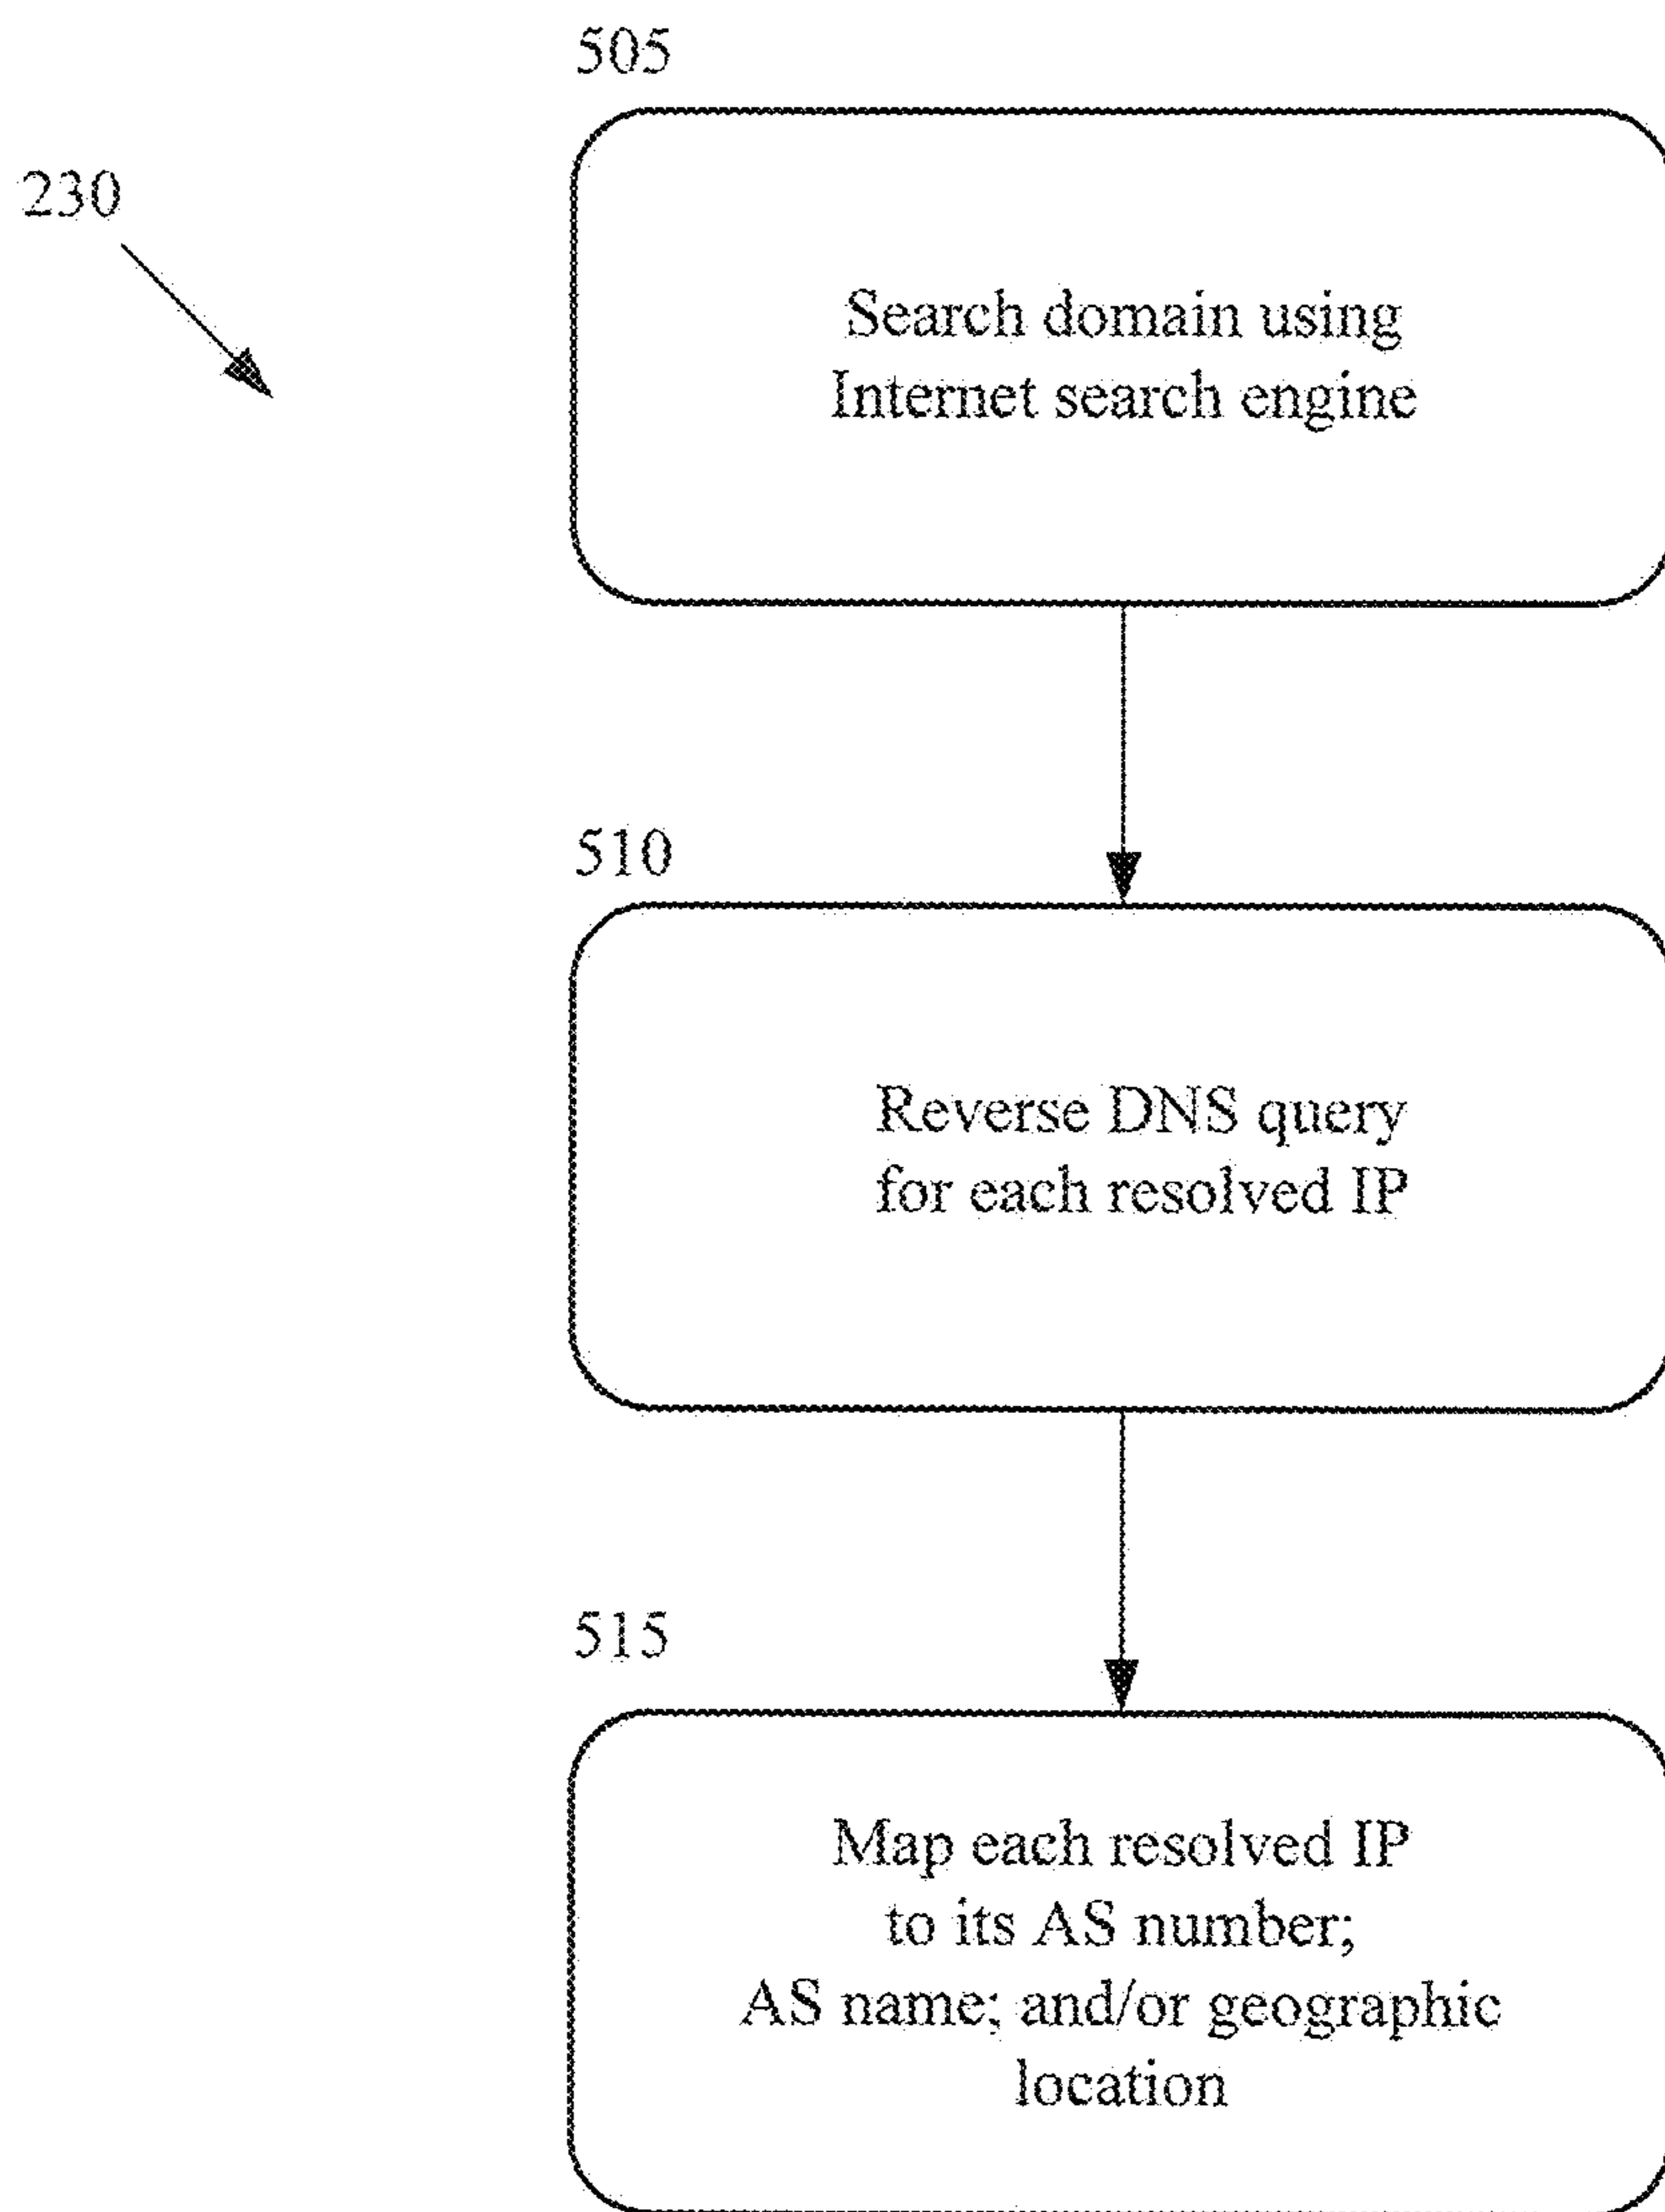 505
230
Search domain using
Internet search engine
510
Reverse DNS query
for each resolved IP
515
Map each resolved IP
to its AS number;
AS name; and/or geographic
location